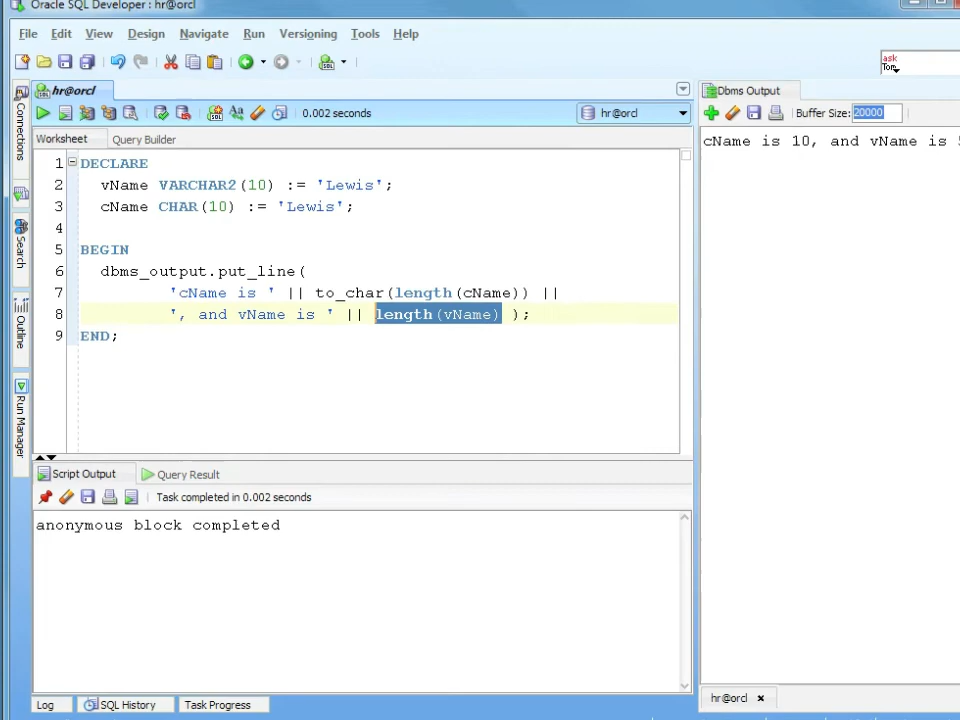 Oracle SQL Developer : hr@orcl
File Edit View Design Navigate Run Versioning Tools Help
ask
Tom
hr@orcl
Dbms Output
0.002 seconds
hr@orcl
Buffer Size: 20000
Worksheet Query Builder
cName is 10, and vName is 5
Connections
Search
Outline
Run Manager
1 DECLARE
2 vName VARCHAR2(10) := 'Lewis';
3 cName CHAR(10) := 'Lewis';
4
5 BEGIN
6 dbms_output.put_line(
7 'cName is ' || to_char(length(cName)) ||
8 ', and vName is ' || length(vName) );
9 END;
Script Output Query Result
Task completed in 0.002 seconds
anonymous block completed
Log SQL History Task Progress
hr@orcl